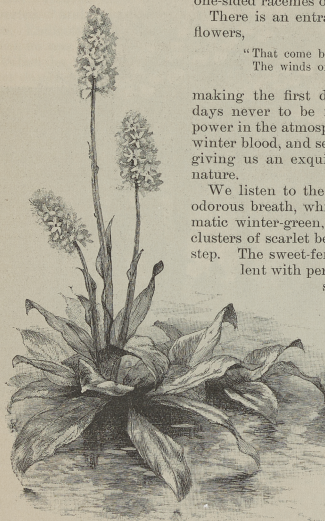 one-sided racemes o
There is an entra
flowers,
"That come b
The winds o
making the first d
days never to be
power in the atmosp
winter blood, and se
giving us an exqui
nature.
We listen to the
odorous breath, whi
matic winter-green,
clusters of scarlet be
step. The sweet-fer
lent with per
s